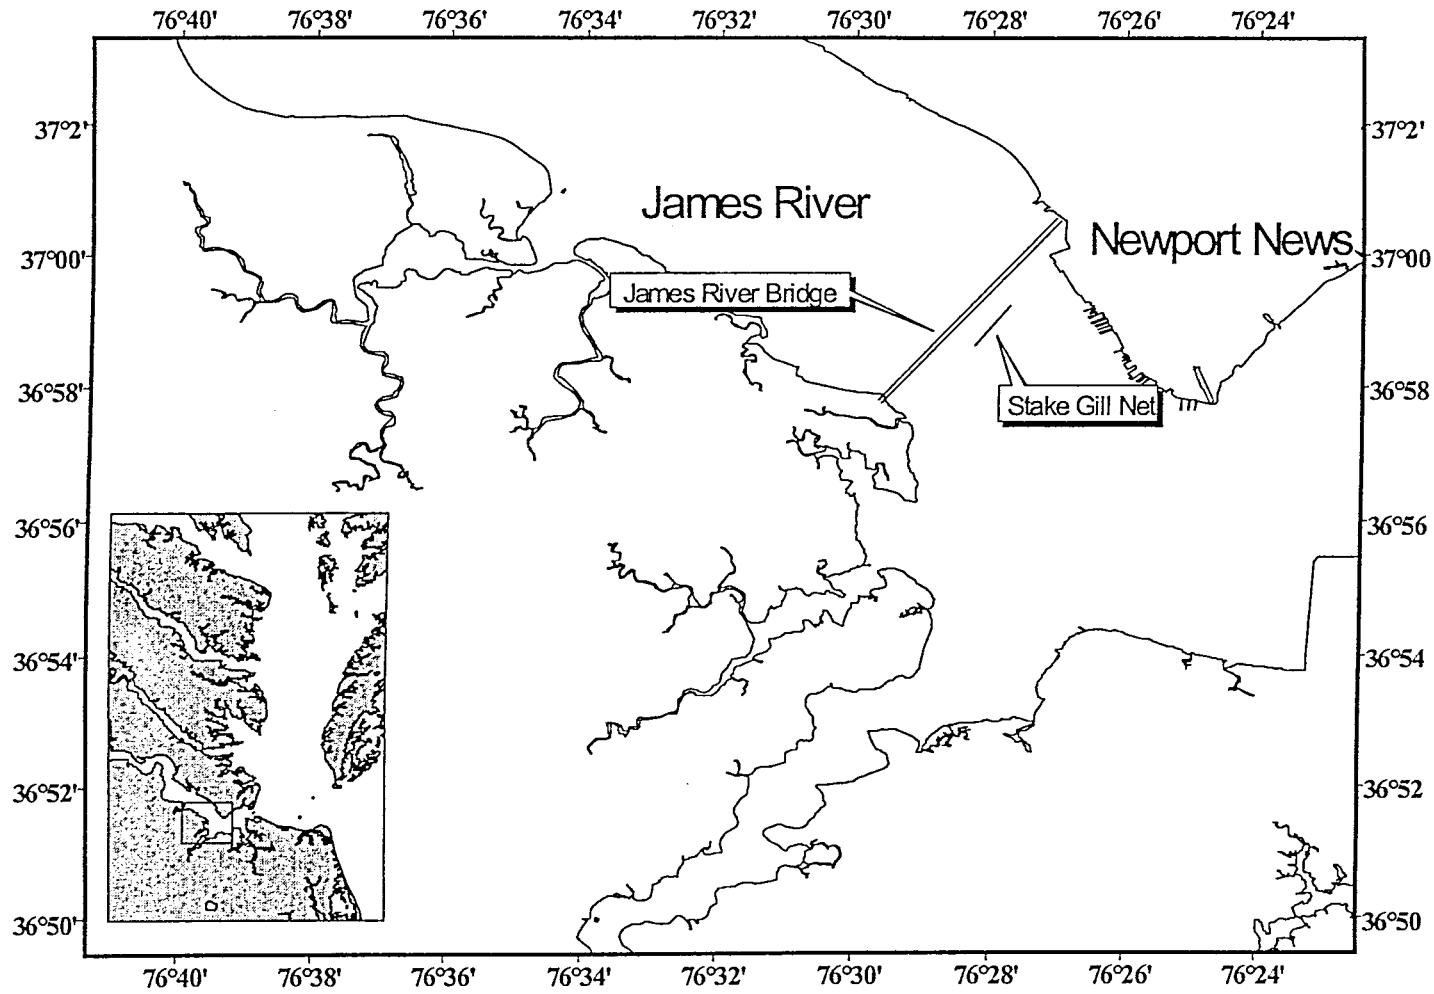 76°40' 76°38' 76°36' 76°34' 76°32' 76°30' 76°28' 76°26' 76°24'
37°2' 37°2'
James River
Newport News
37°00' 37°00
James River Bridge
36°58' 36°58
Stake Gill Net
36°56' 36°56
36°54' 36°54
36°52' 36°52
36°50' 36°50
76°40' 76°38' 76°36' 76°34' 76°32' 76°30' 76°28' 76°26' 76°24'